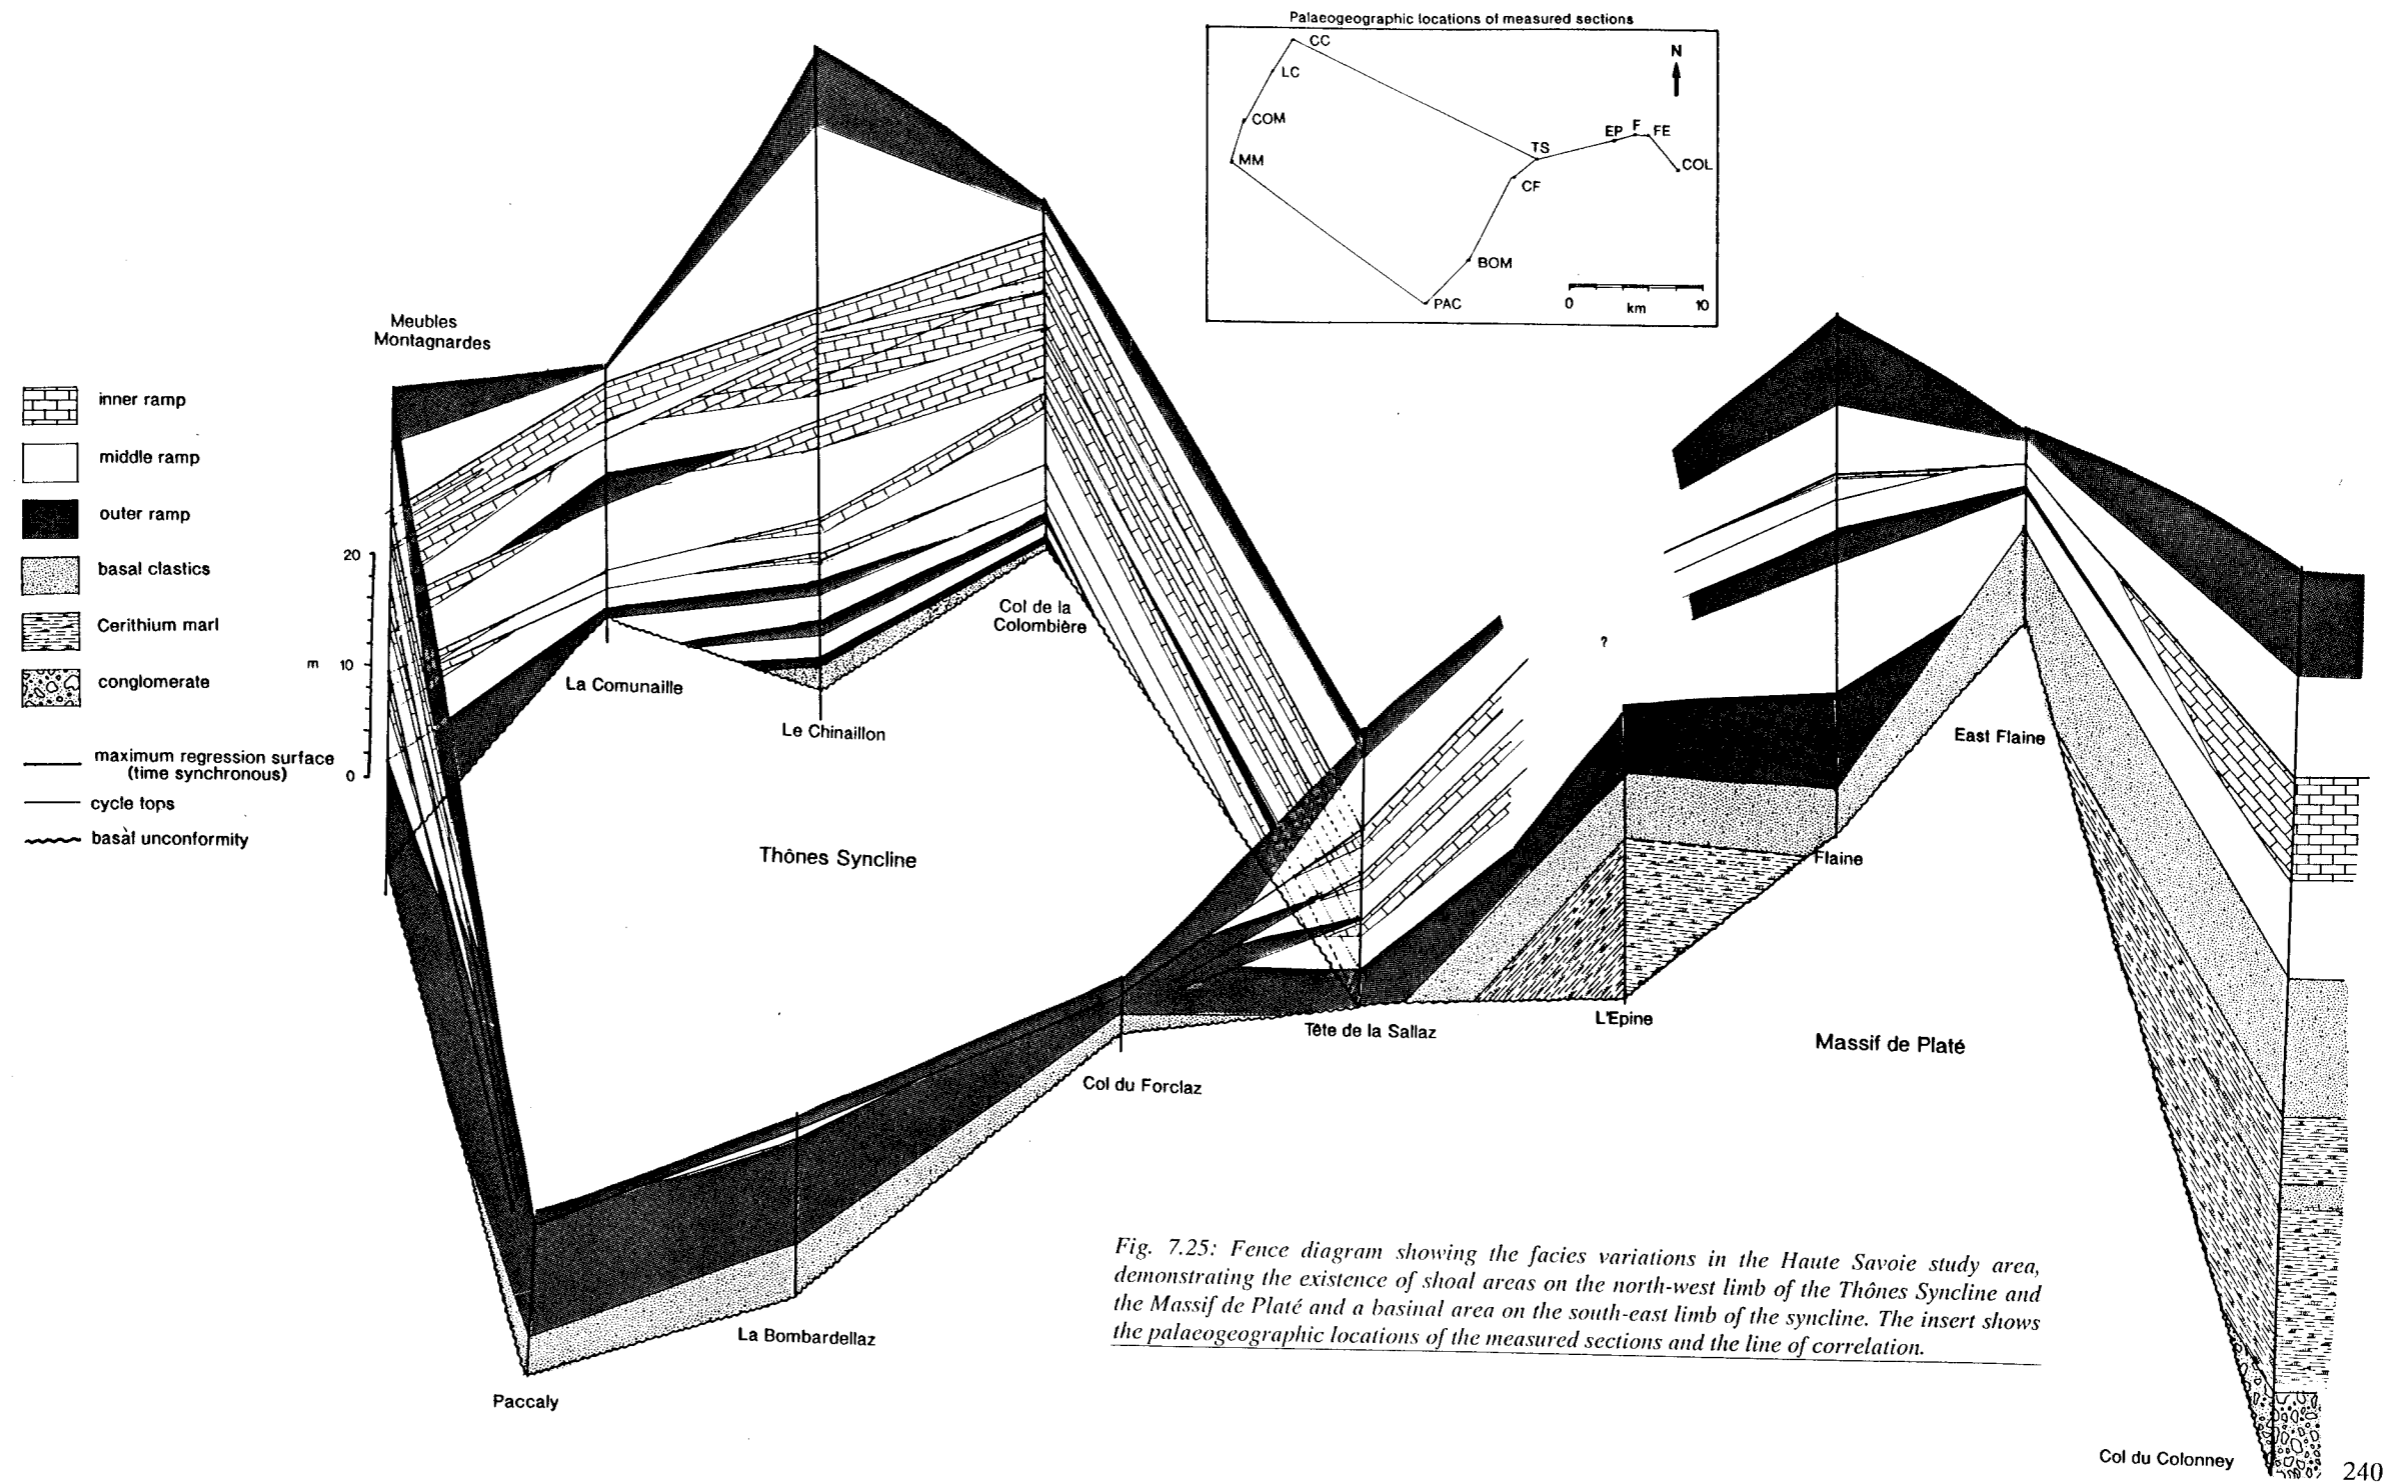 Palaeogeographic locations of measured sections
CC
LC
COM
MM
N
TS
EP
F
FE
COL
CF
BOM
PAC
0
km
10
Meubles
Montagnardes
inner ramp
middle ramp
outer ramp
basal clastics
Cerithium marl
conglomerate
maximum regression surface
(time synchronous)
cycle tops
basal unconformity
20
m
10
0
La Comunaille
Le Chinaillon
Col de la
Colombière
Thônes Syncline
?
East Flaine
Flaine
L'Epine
Massif de Platé
Tête de la Sallaz
Col du Forclaz
La Bombardellaz
Paccaly
Col du Colonney
Fig. 7.25: Fence diagram showing the facies variations in the Haute Savoie study area,
demonstrating the existence of shoal areas on the north-west limb of the Thônes Syncline and
the Massif de Platé and a basinal area on the south-east limb of the syncline. The insert shows
the palaeogeographic locations of the measured sections and the line of correlation.
240